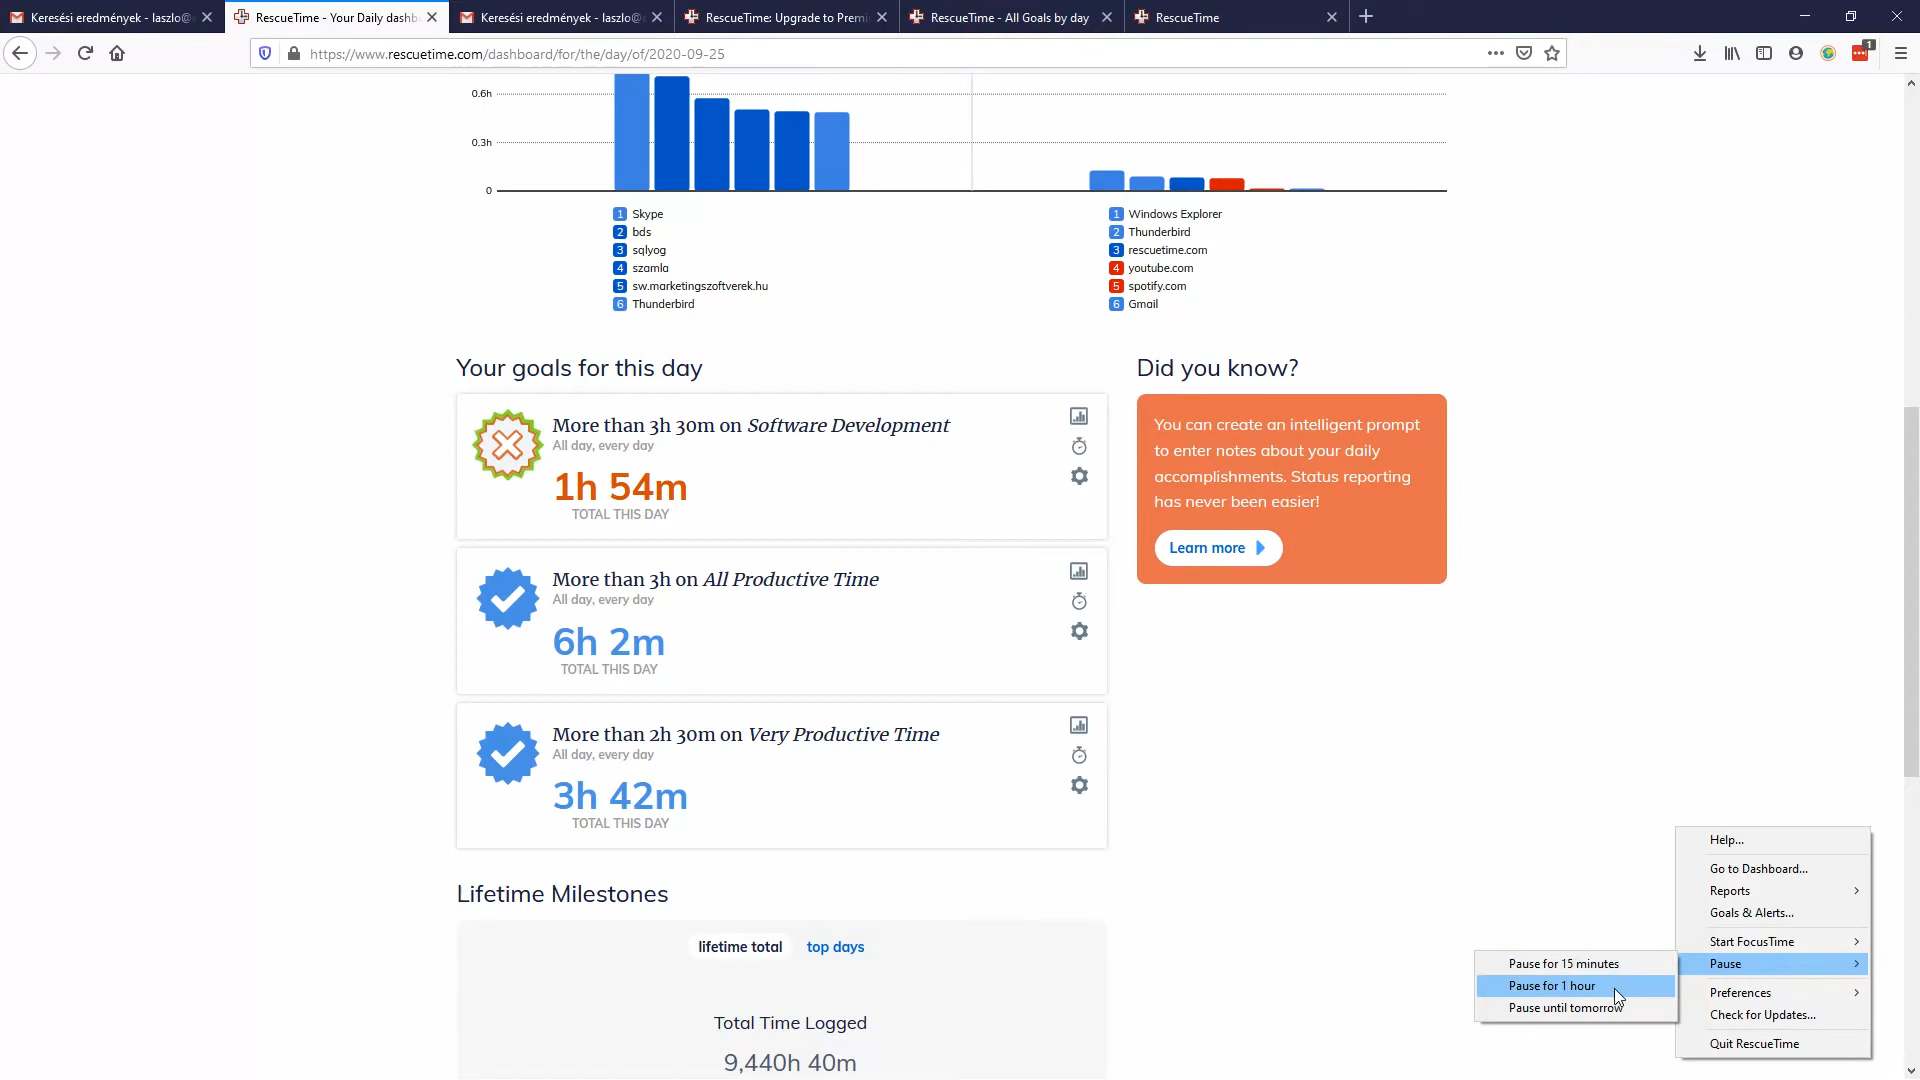 Keresési eredmények - laszlo@
RescueTime - Your Daily dashb
Keresési eredmények - laszlo@
RescueTime: Upgrade to Premi
RescueTime - All Goals by day
RescueTime
https://www.rescuetime.com/dashboard/for/the/day/of/2020-09-25
1
0.6h
0.3h
0
1 Skype
2 bds
3 sqlyog
4 szamla
5 sw.marketingszoftverek.hu
6 Thunderbird
1 Windows Explorer
2 Thunderbird
3 rescuetime.com
4 youtube.com
5 spotify.com
6 Gmail
Your goals for this day
More than 3h 30m on Software Development
All day, every day
1h 54m
TOTAL THIS DAY
More than 3h on All Productive Time
All day, every day
6h 2m
TOTAL THIS DAY
More than 2h 30m on Very Productive Time
All day, every day
3h 42m
TOTAL THIS DAY
Did you know?
You can create an intelligent prompt
to enter notes about your daily
accomplishments. Status reporting
has never been easier!
Learn more
Lifetime Milestones
lifetime total
top days
Total Time Logged
9,440h 40m
Help...
Go to Dashboard...
Reports
Goals & Alerts...
Start FocusTime
Pause
Preferences
Check for Updates...
Quit RescueTime
Pause for 15 minutes
Pause for 1 hour
Pause until tomorrow